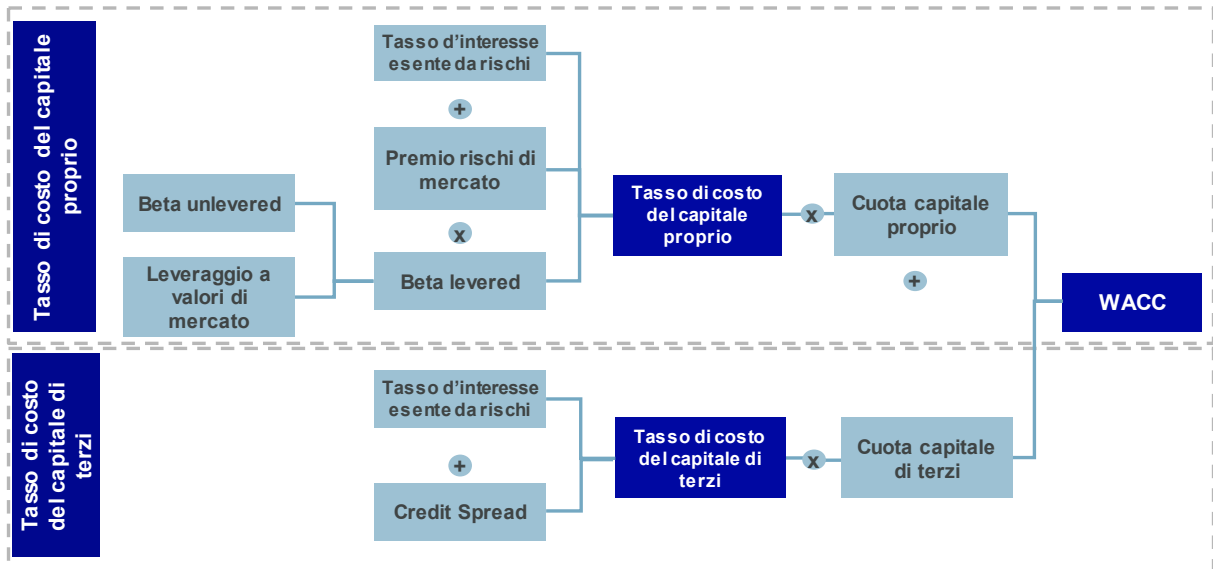 Tasso di costo del capitale
proprio
Tasso d'interesse
esente da rischi
+
Premio rischi di
mercato
x
Beta unlevered
Leveraggio a
valori di
mercato
Beta levered
Tasso di costo
del capitale
proprio
x
Cuota capitale
proprio
+
WACC
Tasso di costo
del capitale di
terzi
Tasso d'interesse
esente da rischi
+
Credit Spread
Tasso di costo
del capitale di
terzi
x
Cuota capitale
di terzi